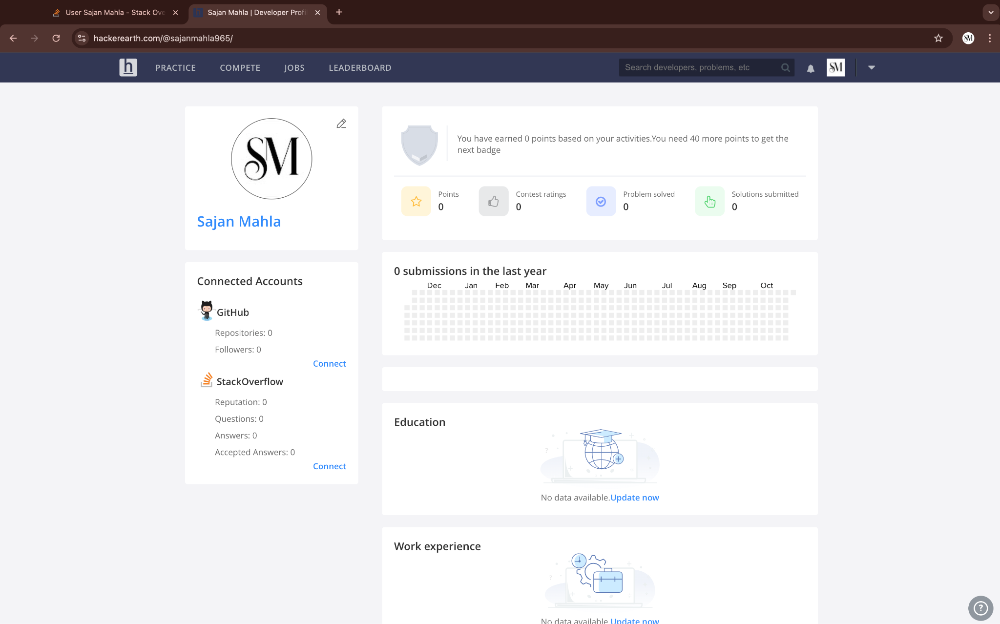 User Sajan Mahla - Stack Ove
Sajan Mahla | Developer Profil
hackerearth.com/@sajanmahla965/
SM
h
PRACTICE
COMPETE
JOBS
LEADERBOARD
Search developers, problems, etc
SM
SM
Sajan Mahla
You have earned 0 points based on your activities.You need 40 more points to get the
next badge
Points
0
Contest ratings
0
Problem solved
0
Solutions submitted
0
Connected Accounts
GitHub
Repositories: 0
Followers: 0
Connect
StackOverflow
Reputation: 0
Questions: 0
Answers: 0
Accepted Answers: 0
Connect
0 submissions in the last year
Dec Jan Feb Mar Apr May Jun Jul Aug Sep Oct
Education
No data available.Update now
Work experience
No data available.Update now